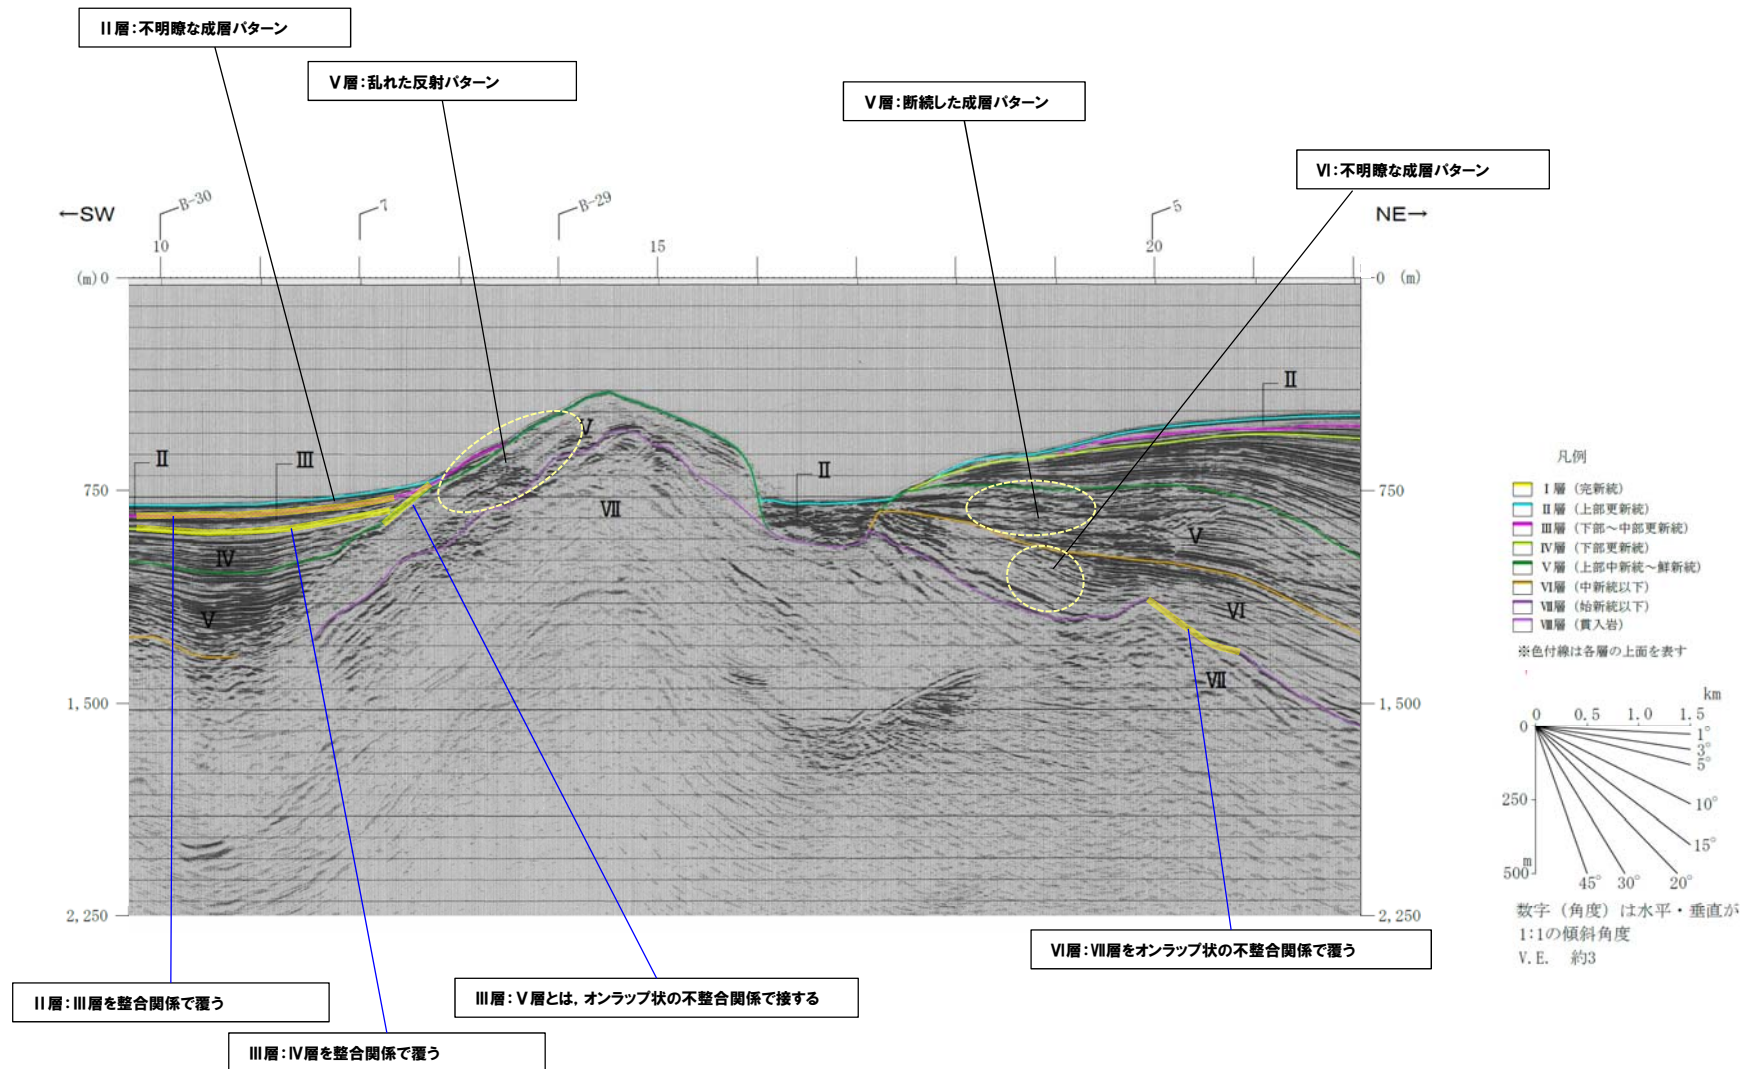 II層：不明瞭な成層パターン
V層：乱れた反射パターン
V層：断続した成層パターン
VI：不明瞭な成層パターン
←SW
B-30
7
B-29
5
NE→
10
15
20
(m) 0
0 (m)
II
V
II
III
II
750
750
VII
IV
V
V
VI
VII
1,500
1,500
2,250
2,250
凡例
I層（完新統）
II層（上部更新統）
III層（下部～中部更新統）
IV層（下部更新統）
V層（上部中新統～鮮新統）
VI層（中新統以下）
VII層（始新統以下）
VIII層（貫入岩）
※色付線は各層の上面を表す
km
0 0.5 1.0 1.5
0
1°
3°
5°
250
10°
15°
m
500
45° 30° 20°
数字（角度）は水平・垂直が
1:1の傾斜角度
V.E. 約3
VI層：VII層をオンラップ状の不整合関係で覆う
II層：III層を整合関係で覆う
III層：V層とは，オンラップ状の不整合関係で接する
III層：IV層を整合関係で覆う